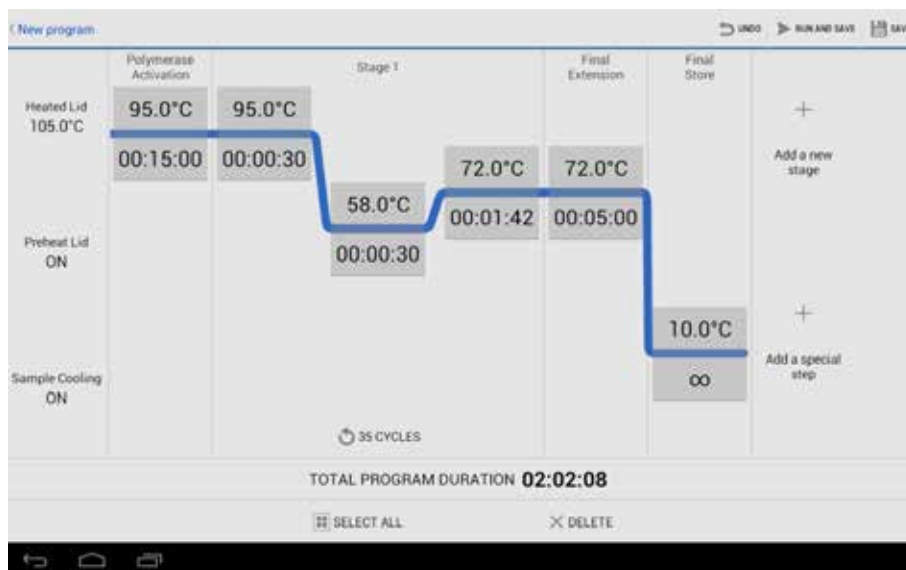 New program
UNDO
RUN AND SAVE
Polymerase
Activation
Stage 1
Final
Extension
Final
Store
Heated Lid
105.0°C
95.0°C
00:15:00
95.0°C
00:00:30
58.0°C
00:00:30
72.0°C
00:01:42
72.0°C
00:05:00
10.0°C
∞
Add a new
stage
Preheat Lid
ON
Add a special
step
Sample Cooling
ON
35 CYCLES
TOTAL PROGRAM DURATION 02:02:08
SELECT ALL
DELETE